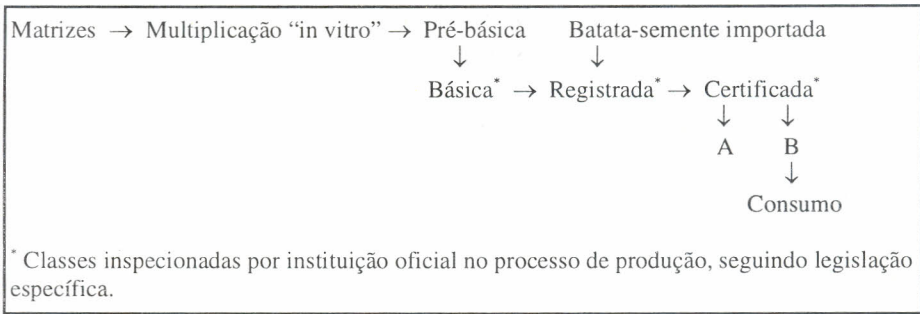 Matrizes → Multiplicação “in vitro” → Pré-básica Batata-semente importada
↓ ↓
Básica* → Registrada* → Certificada*
↓ ↓
A B
↓
Consumo
* Classes inspecionadas por instituição oficial no processo de produção, seguindo legislação
específica.